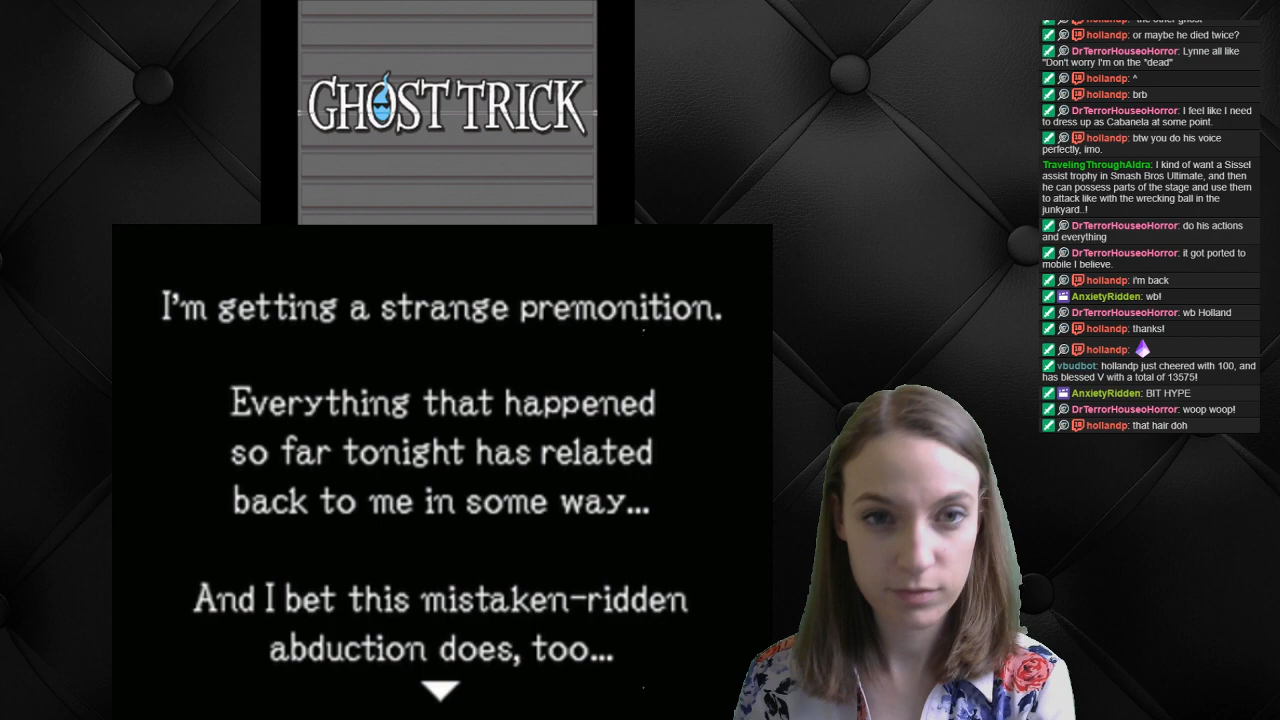 GHOST TRICK
I'm getting a strange premonition.
Everything that happened
so far tonight has related
back to me in some way...
And I bet this mistaken-ridden
abduction does, too...
hollandp: the other ghost
hollandp: or maybe he died twice?
DrTerrorHouseoHorror: Lynne all like
"Don't worry I'm on the "dead"
hollandp: ^
hollandp: brb
DrTerrorHouseoHorror: I feel like I need
to dress up as Cabanela at some point.
hollandp: btw you do his voice
perfectly, imo.
TravelingThroughAldra: I kind of want a Sissel
assist trophy in Smash Bros Ultimate, and then
he can possess parts of the stage and use them
to attack like with the wrecking ball in the
junkyard..!
DrTerrorHouseoHorror: do his actions
and everything
DrTerrorHouseoHorror: it got ported to
mobile I believe.
hollandp: i'm back
AnxietyRidden: wb!
DrTerrorHouseoHorror: wb Holland
hollandp: thanks!
hollandp:
vbudbot: hollandp just cheered with 100, and
has blessed V with a total of 13575!
AnxietyRidden: BIT HYPE
DrTerrorHouseoHorror: woop woop!
hollandp: that hair doh